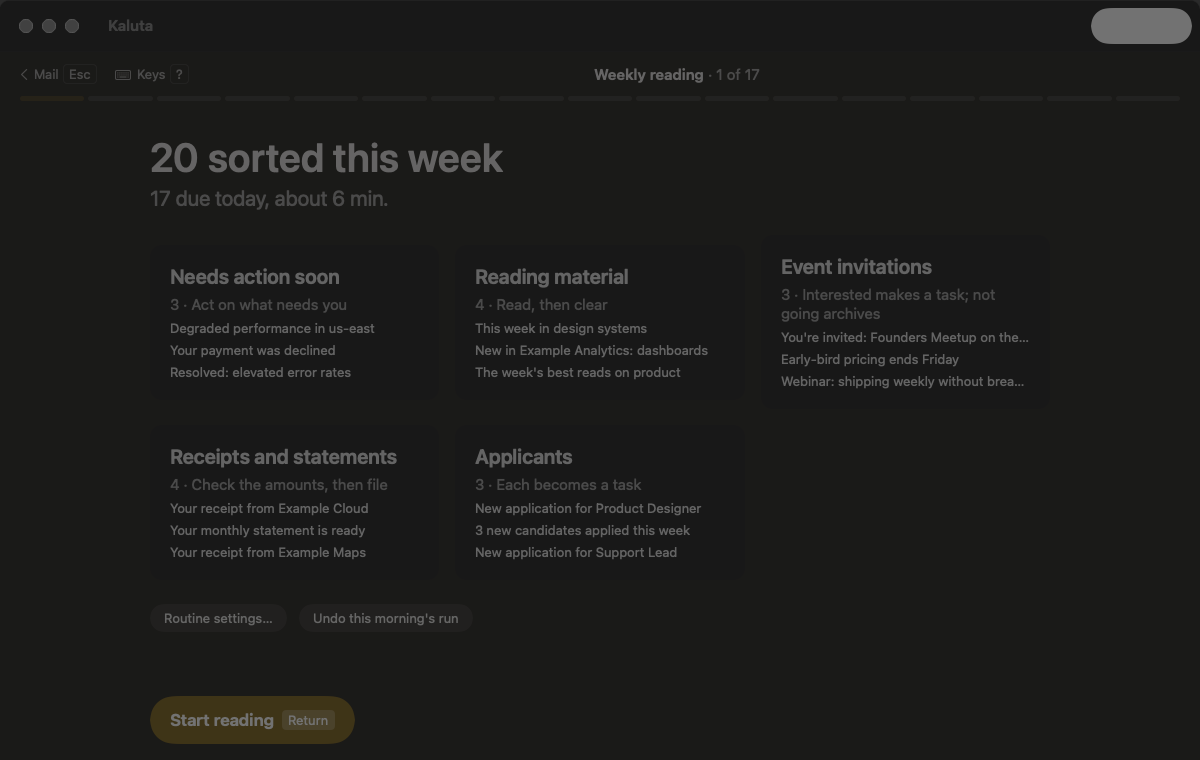 Kaluta
Mail Esc Keys ?
Weekly reading · 1 of 17
20 sorted this week
17 due today, about 6 min.
Needs action soon
3 · Act on what needs you
Degraded performance in us-east
Your payment was declined
Resolved: elevated error rates
Reading material
4 · Read, then clear
This week in design systems
New in Example Analytics: dashboards
The week's best reads on product
Event invitations
3 · Interested makes a task; not
going archives
You're invited: Founders Meetup on the...
Early-bird pricing ends Friday
Webinar: shipping weekly without brea...
Receipts and statements
4 · Check the amounts, then file
Your receipt from Example Cloud
Your monthly statement is ready
Your receipt from Example Maps
Applicants
3 · Each becomes a task
New application for Product Designer
3 new candidates applied this week
New application for Support Lead
Routine settings...
Undo this morning's run
Start reading Return